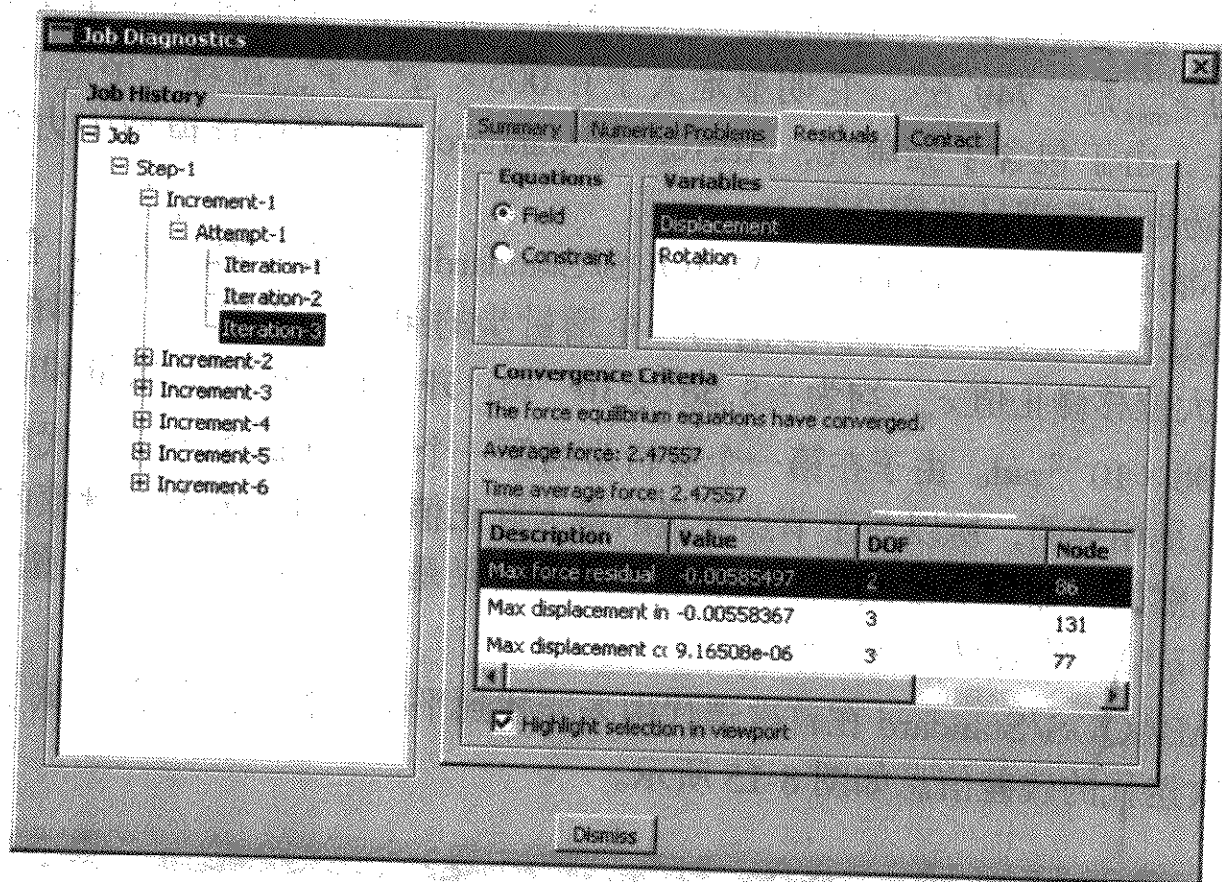 Job Diagnostics
Job History
Job
Step-1
Increment-1
Attempt-1
Iteration-1
Iteration-2
Iteration-3
Increment-2
Increment-3
Increment-4
Increment-5
Increment-6
Summary Numerical Problems Residuals Contact
Equations
Field
Constraint
Variables
Displacement
Rotation
Convergence Criteria
The force equilibrium equations have converged.
Average force: 2.47557
Time average force: 2.47557
Description Value DOF Node
Max force residual -0.00585497 2 86
Max displacement in -0.00558367 3 131
Max displacement co 9.16508e-06 3 77
Highlight selection in viewport
Dismiss